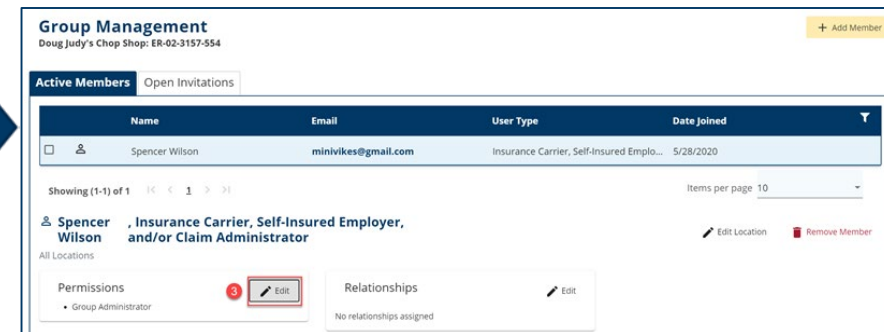 Group Management
Doug Judy's Chop Shop: ER-02-3157-554
+ Add Member
Active Members Open Invitations
Name Email User Type Date Joined
Spencer Wilson minivikes@gmail.com Insurance Carrier, Self-Insured Emplo... 5/28/2020
Showing (1-1) of 1 |< < 1 > >| Items per page 10
Spencer Wilson , Insurance Carrier, Self-Insured Employer, and/or Claim Administrator
Edit Location Remove Member
All Locations
Permissions 3 Edit Relationships Edit
• Group Administrator
No relationships assigned